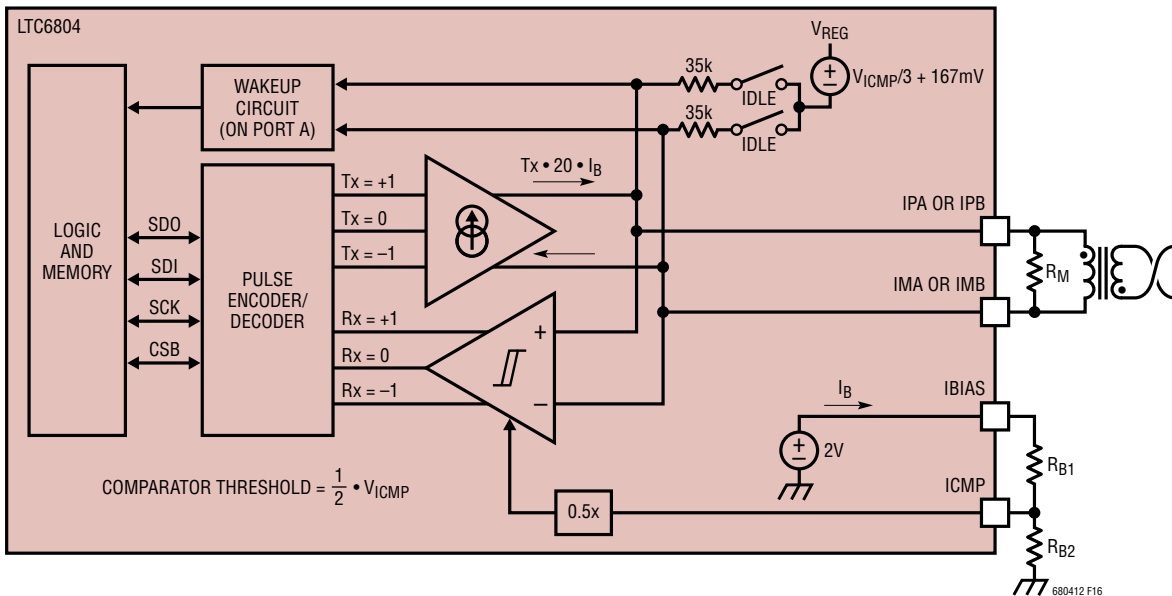 LTC6804
VREG
35k
VICMP/3 + 167mV
WAKEUP
CIRCUIT
(ON PORT A)
IDLE
35k
IDLE
Tx = +1
Tx • 20 • IB
Tx = 0
Tx = –1
IPA OR IPB
LOGIC
AND
MEMORY
SDO
SDI
SCK
CSB
PULSE
ENCODER/
DECODER
RM
IMA OR IMB
Rx = +1
+
Rx = 0
Rx = –1
–
IB
IBIAS
+
–
2V
RB1
ICMP
COMPARATOR THRESHOLD = 1/2 • VICMP
0.5x
RB2
+
–
680412 F16